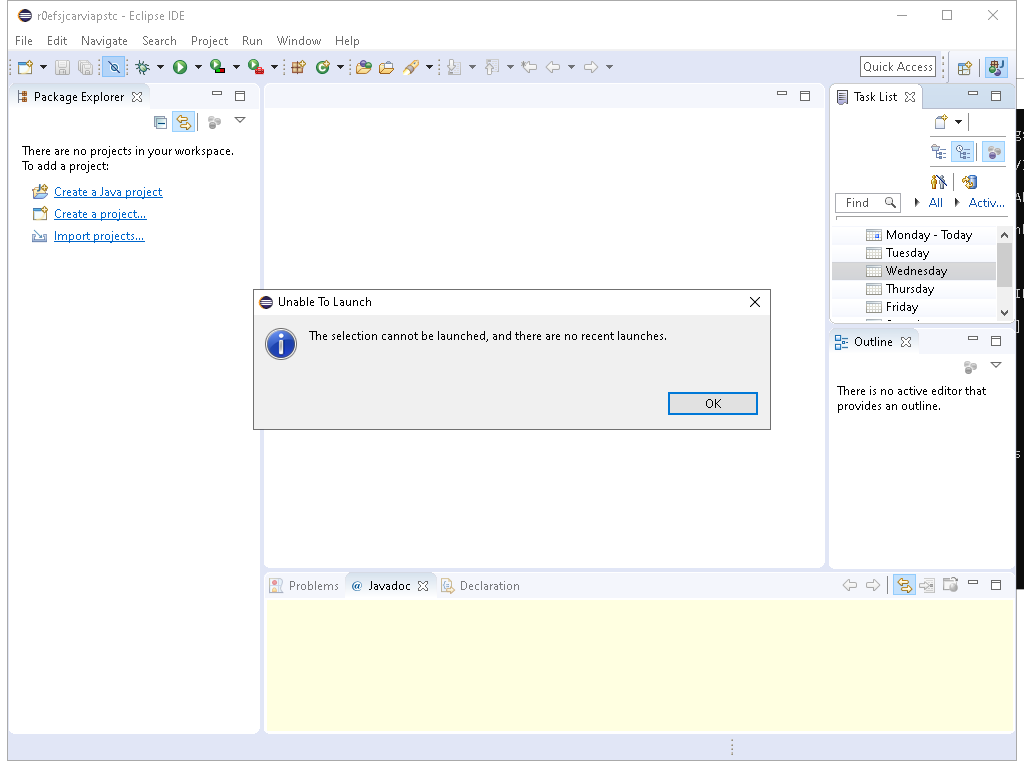 r0efsjcarviapstc - Eclipse IDE
File Edit Navigate Search Project Run Window Help
Quick Access
Package Explorer
There are no projects in your workspace.
To add a project:
Create a Java project
Create a project...
Import projects...
Task List
Find All Activ...
Monday - Today
Tuesday
Wednesday
Thursday
Friday
Unable To Launch
The selection cannot be launched, and there are no recent launches.
OK
Outline
There is no active editor that
provides an outline.
Problems @ Javadoc Declaration